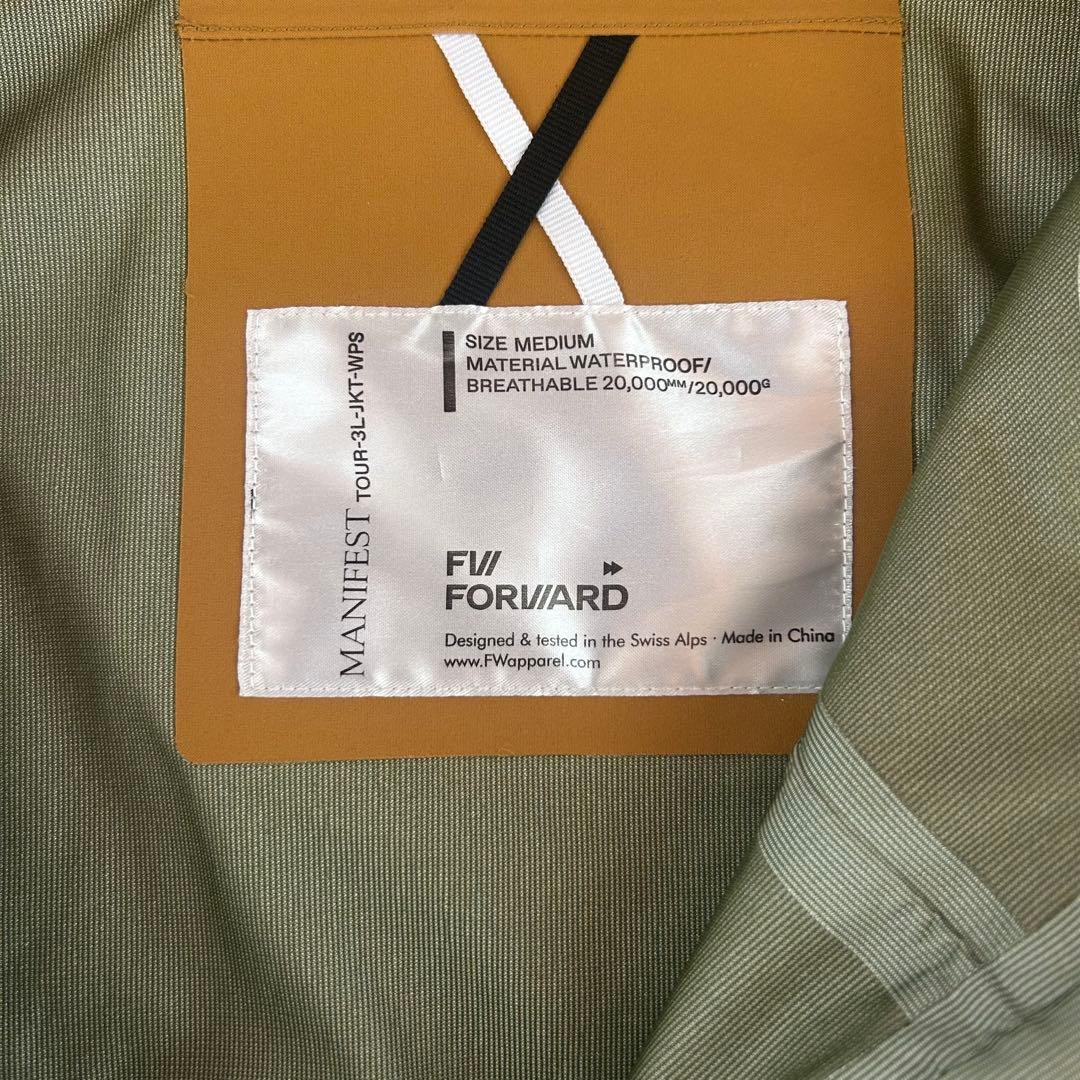 SIZE MEDIUM
MATERIAL WATERPROOF/
BREATHABLE 20,000MM/20,000G
MANIFEST TOUR-3L-JKT-WPS
FW
FORWARD
Designed & tested in the Swiss Alps · Made in China
www.FWapparel.com